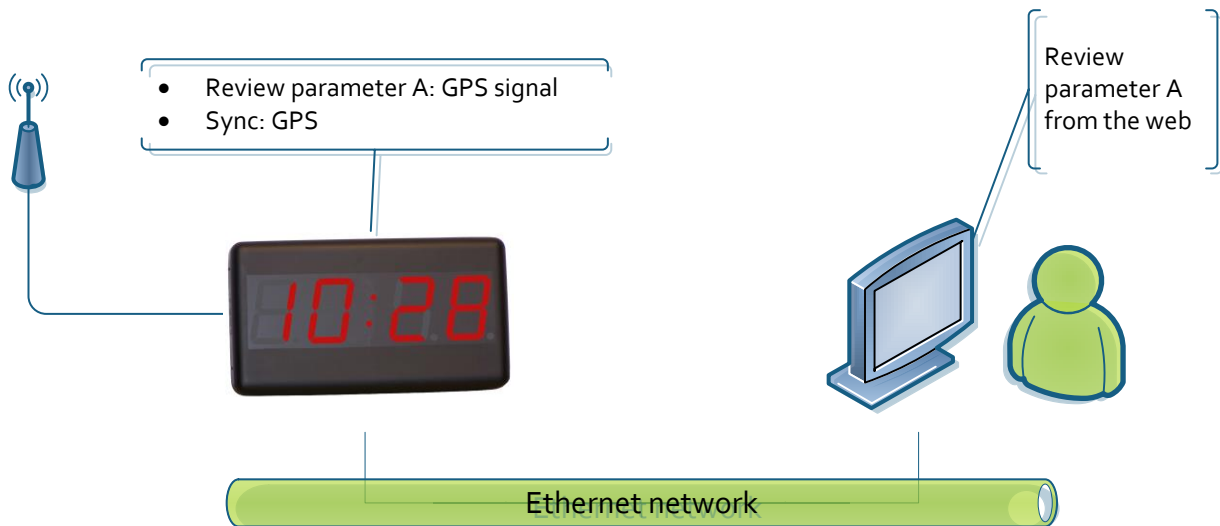 • Review parameter A: GPS signal
• Sync: GPS
Review
parameter A
from the web
10:28
Ethernet network